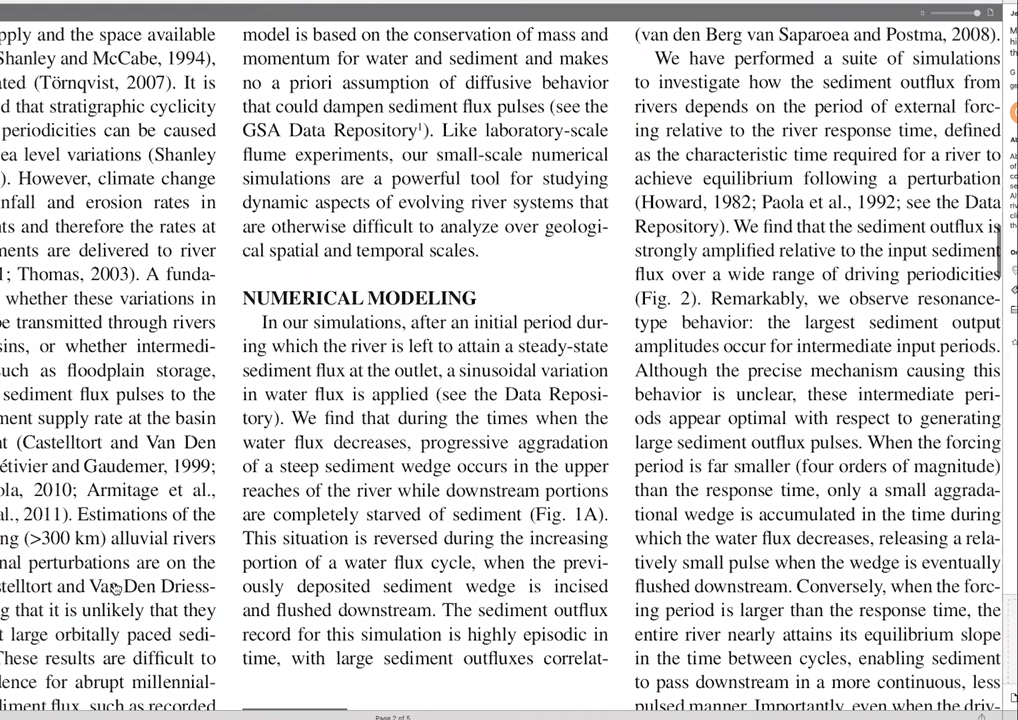 pply and the space available
Shanley and McCabe, 1994),
ated (Törnqvist, 2007). It is
d that stratigraphic cyclicity
periodicities can be caused
ea level variations (Shanley
). However, climate change
nfall and erosion rates in
nts and therefore the rates at
ments are delivered to river
1; Thomas, 2003). A funda-
whether these variations in
be transmitted through rivers
sins, or whether intermedi-
such as floodplain storage,
sediment flux pulses to the
ment supply rate at the basin
nt (Castelltort and Van Den
étivier and Gaudemer, 1999;
ola, 2010; Armitage et al.,
al., 2011). Estimations of the
ng (>300 km) alluvial rivers
nal perturbations are on the
stelltort and Van Den Driess-
g that it is unlikely that they
t large orbitally paced sedi-
These results are difficult to
dence for abrupt millennial-
diment flux, such as recorded
model is based on the conservation of mass and
momentum for water and sediment and makes
no a priori assumption of diffusive behavior
that could dampen sediment flux pulses (see the
GSA Data Repository¹). Like laboratory-scale
flume experiments, our small-scale numerical
simulations are a powerful tool for studying
dynamic aspects of evolving river systems that
are otherwise difficult to analyze over geologi-
cal spatial and temporal scales.
NUMERICAL MODELING
In our simulations, after an initial period dur-
ing which the river is left to attain a steady-state
sediment flux at the outlet, a sinusoidal variation
in water flux is applied (see the Data Reposi-
tory). We find that during the times when the
water flux decreases, progressive aggradation
of a steep sediment wedge occurs in the upper
reaches of the river while downstream portions
are completely starved of sediment (Fig. 1A).
This situation is reversed during the increasing
portion of a water flux cycle, when the previ-
ously deposited sediment wedge is incised
and flushed downstream. The sediment outflux
record for this simulation is highly episodic in
time, with large sediment outfluxes correlat-
(van den Berg van Saparoea and Postma, 2008).
We have performed a suite of simulations
to investigate how the sediment outflux from
rivers depends on the period of external forc-
ing relative to the river response time, defined
as the characteristic time required for a river to
achieve equilibrium following a perturbation
(Howard, 1982; Paola et al., 1992; see the Data
Repository). We find that the sediment outflux is
strongly amplified relative to the input sediment
flux over a wide range of driving periodicities
(Fig. 2). Remarkably, we observe resonance-
type behavior: the largest sediment output
amplitudes occur for intermediate input periods.
Although the precise mechanism causing this
behavior is unclear, these intermediate peri-
ods appear optimal with respect to generating
large sediment outflux pulses. When the forcing
period is far smaller (four orders of magnitude)
than the response time, only a small aggrada-
tional wedge is accumulated in the time during
which the water flux decreases, releasing a rela-
tively small pulse when the wedge is eventually
flushed downstream. Conversely, when the forc-
ing period is larger than the response time, the
entire river nearly attains its equilibrium slope
in the time between cycles, enabling sediment
to pass downstream in a more continuous, less
pulsed manner. Importantly, even when the driv-
Page 2 of 5